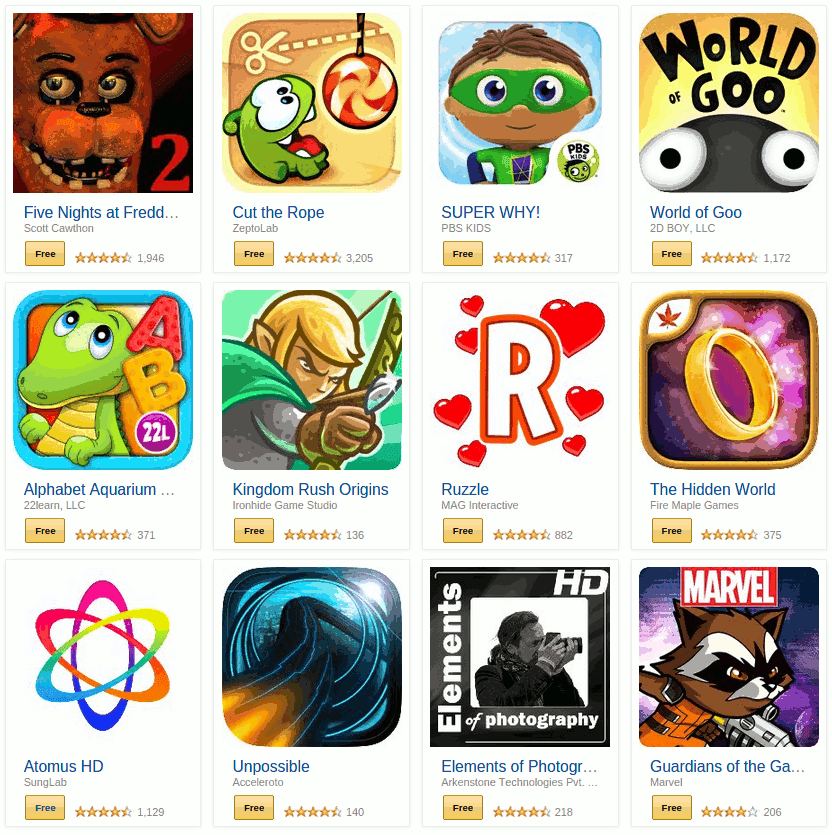 2
WORLD
OF GOO
PBS
KIDS
Five Nights at Fredd…
Scott Cawthon
Free 1,946
Cut the Rope
ZeptoLab
Free 3,205
SUPER WHY!
PBS KIDS
Free 317
World of Goo
2D BOY, LLC
Free 1,172
A
B
22L
R
Alphabet Aquarium …
22learn, LLC
Free 371
Kingdom Rush Origins
Ironhide Game Studio
Free 136
Ruzzle
MAG Interactive
Free 882
The Hidden World
Fire Maple Games
Free 375
HD
Elements
of photography
MARVEL
Atomus HD
SungLab
Free 1,129
Unpossible
Acceleroto
Free 140
Elements of Photogr…
Arkenstone Technologies Pvt. …
Free 218
Guardians of the Ga…
Marvel
Free 206